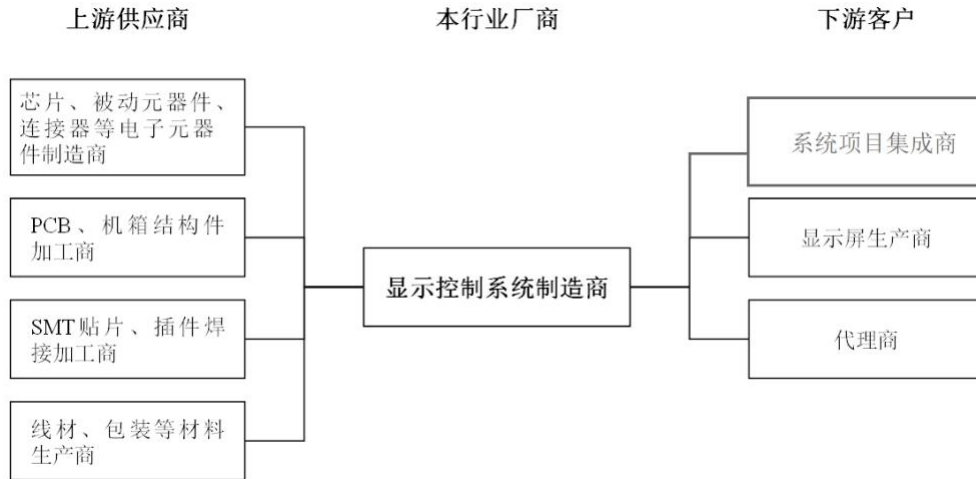 上游供应商
本行业厂商
下游客户
芯片、被动元器件、
连接器等电子元器
件制造商
PCB、机箱结构件
加工商
SMT贴片、插件焊
接加工商
线材、包装等材料
生产商
显示控制系统制造商
系统项目集成商
显示屏生产商
代理商